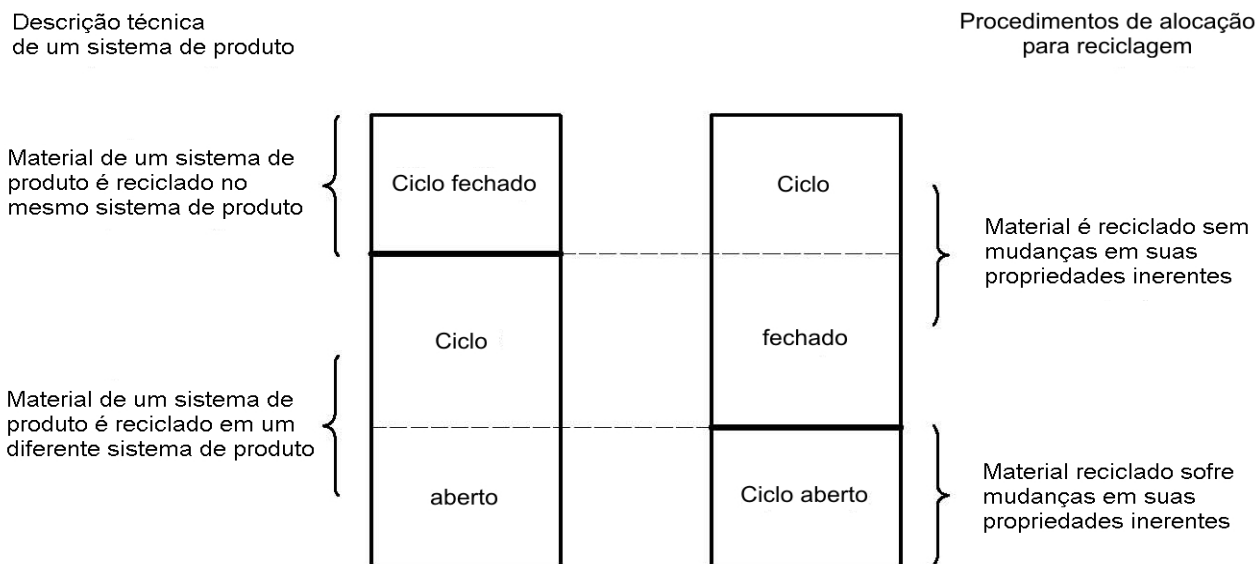 Descrição técnica
de um sistema de produto
Procedimentos de alocação
para reciclagem
Material de um sistema de
produto é reciclado no
mesmo sistema de produto
Ciclo fechado
Ciclo
Material é reciclado sem
mudanças em suas
propriedades inerentes
Ciclo
fechado
Material de um sistema de
produto é reciclado em um
diferente sistema de produto
aberto
Ciclo aberto
Material reciclado sofre
mudanças em suas
propriedades inerentes